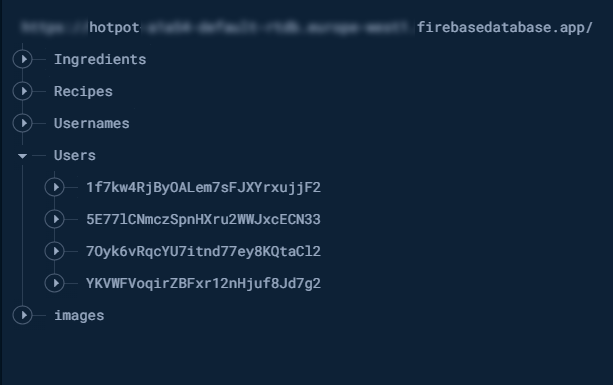 hotpot firebasedatabase.app/
Ingredients
Recipes
Usernames
Users
1f7kw4RjByOALem7sFJXYrxujjF2
5E77lCNmczSpnHXru2WWJxcECN33
7Oyk6vRqcYU7itnd77ey8KQtaCl2
YKVWFVoqirZBFxr12nHjuf8Jd7g2
images